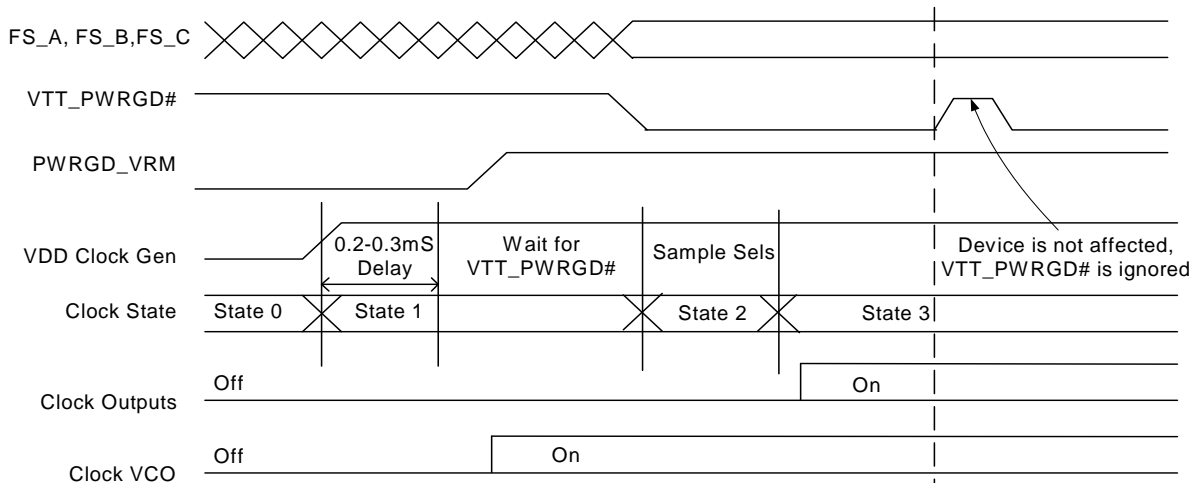 FS_A, FS_B,FS_C
VTT_PWRGD#
PWRGD_VRM
VDD Clock Gen
0.2-0.3mS
Delay
Wait for
VTT_PWRGD#
Sample Sels
Device is not affected,
VTT_PWRGD# is ignored
Clock State
State 0
State 1
State 2
State 3
Clock Outputs
Off
On
Clock VCO
Off
On